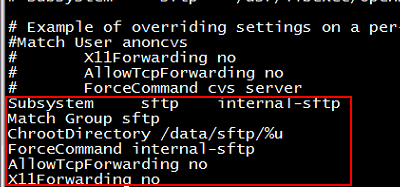 # Example of overriding settings on a per-
#Match User anoncvs
# X11Forwarding no
# AllowTcpForwarding no
# ForceCommand cvs server
Subsystem sftp internal-sftp
Match Group sftp
ChrootDirectory /data/sftp/%u
ForceCommand internal-sftp
AllowTcpForwarding no
X11Forwarding no